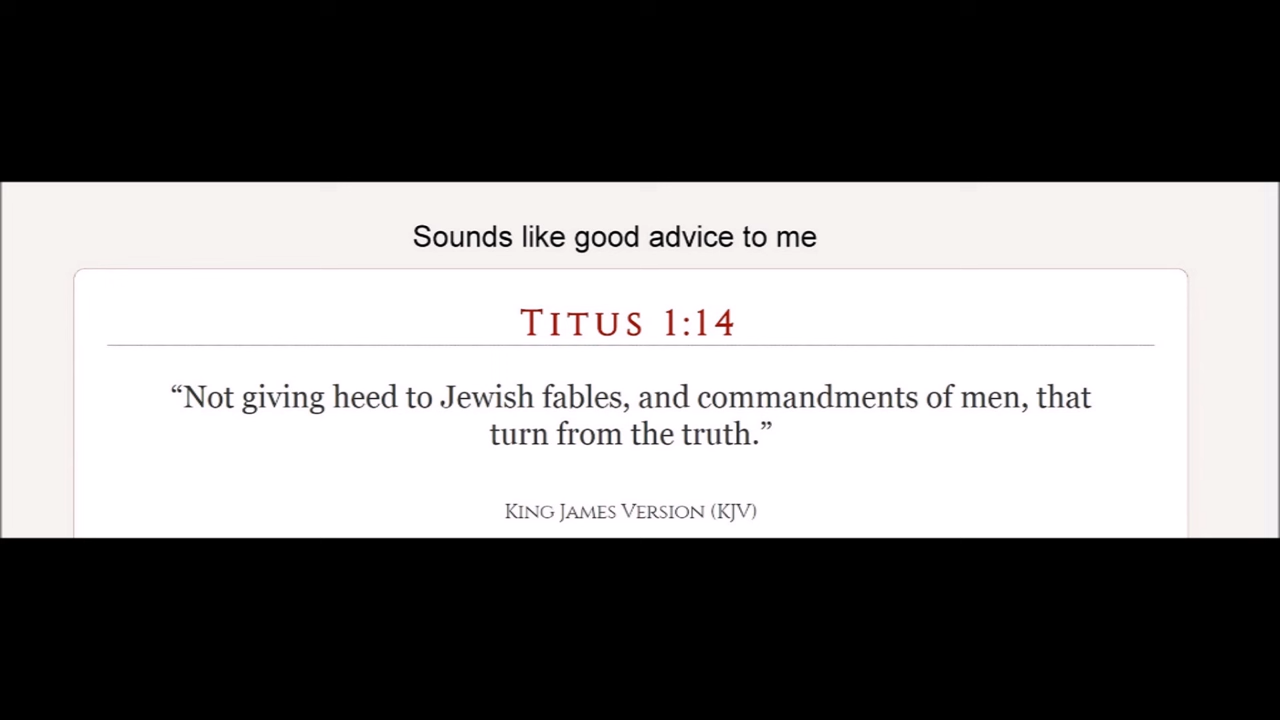 Sounds like good advice to me
Titus 1:14
“Not giving heed to Jewish fables, and commandments of men, that
turn from the truth.”
King James Version (KJV)